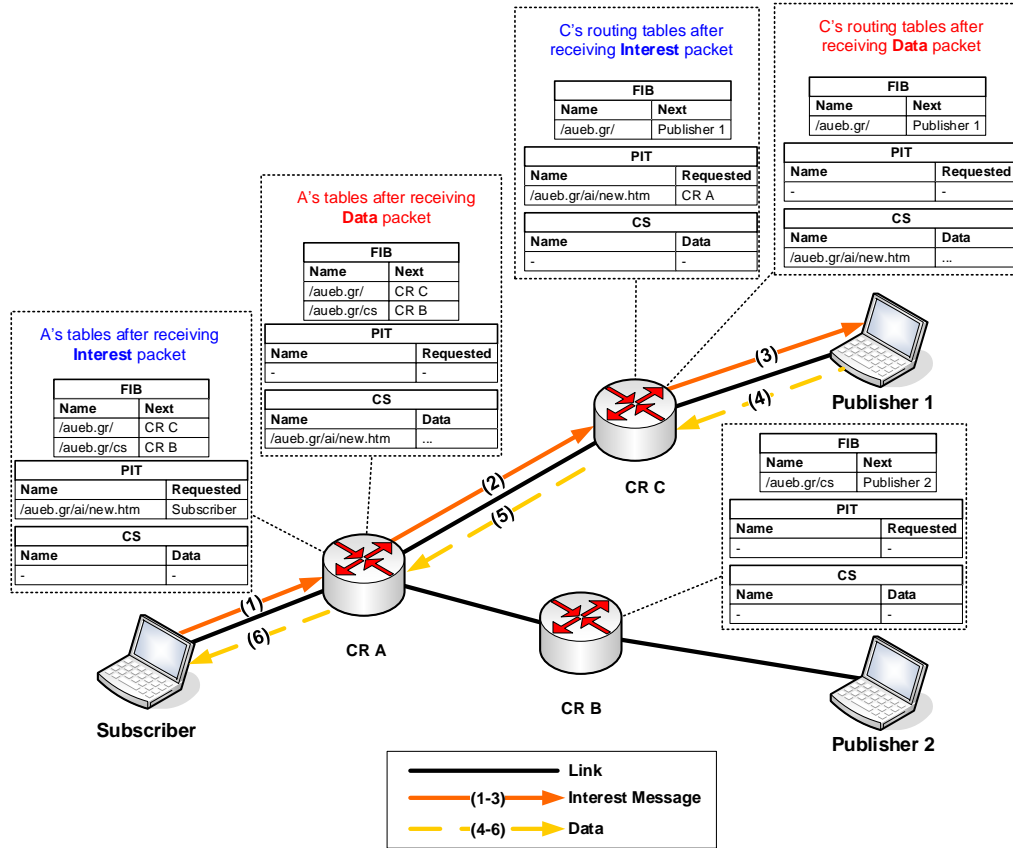 C's routing tables after
receiving Interest packet
FIB
Name Next
/aueb.gr/ Publisher 1
PIT
Name Requested
/aueb.gr/ai/new.htm CR A
CS
Name Data
- -
C's routing tables after
receiving Data packet
FIB
Name Next
/aueb.gr/ Publisher 1
PIT
Name Requested
- -
CS
Name Data
/aueb.gr/ai/new.htm ...
A's tables after receiving
Data packet
FIB
Name Next
/aueb.gr/ CR C
/aueb.gr/cs CR B
PIT
Name Requested
- -
CS
Name Data
/aueb.gr/ai/new.htm ...
A's tables after receiving
Interest packet
FIB
Name Next
/aueb.gr/ CR C
/aueb.gr/cs CR B
PIT
Name Requested
/aueb.gr/ai/new.htm Subscriber
CS
Name Data
- -
(3)
(4)
Publisher 1
CR C
(2)
(5)
FIB
Name Next
/aueb.gr/cs Publisher 2
PIT
Name Requested
- -
CS
Name Data
- -
(1)
(6)
CR A
Subscriber
CR B
Publisher 2
Link
(1-3) Interest Message
(4-6) Data